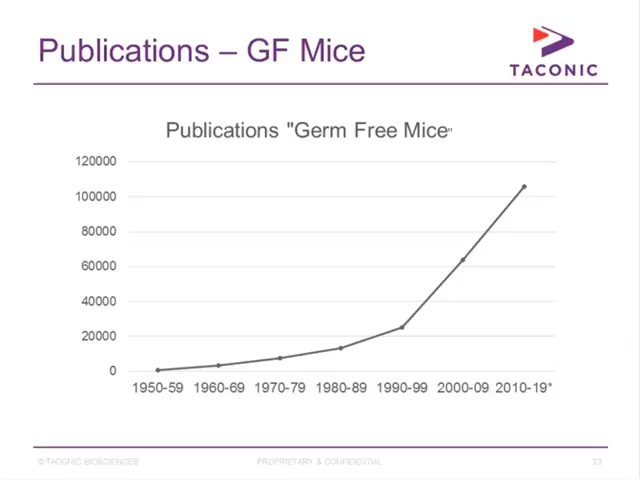 Publications – GF Mice
TACONIC
Publications "Germ Free Mice"
120000
100000
80000
60000
40000
20000
0
1950-59 1960-69 1970-79 1980-89 1990-99 2000-09 2010-19*
© TACONIC BIOSCIENCES PROPRIETARY & CONFIDENTIAL 23